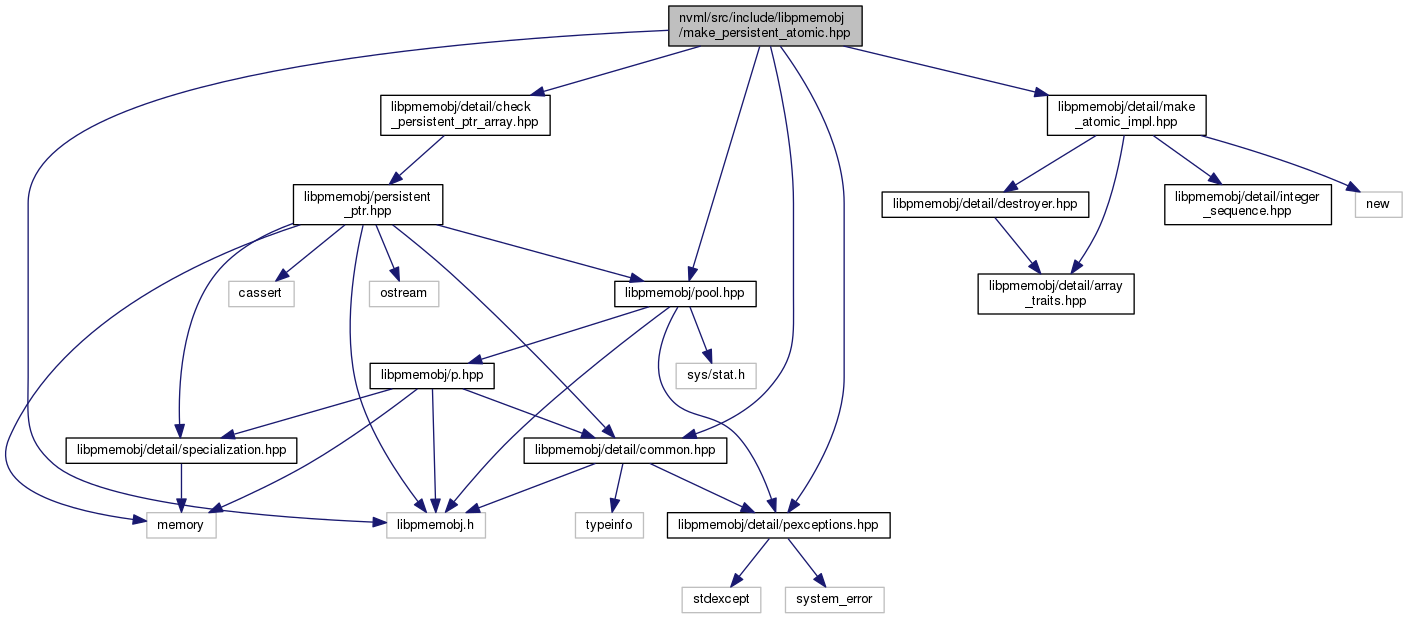 nvml/src/include/libpmemobj
/make_persistent_atomic.hpp
libpmemobj/detail/check
_persistent_ptr_array.hpp
libpmemobj/detail/make
_atomic_impl.hpp
libpmemobj/persistent
_ptr.hpp
libpmemobj/detail/destroyer.hpp
libpmemobj/detail/integer
_sequence.hpp
new
cassert
ostream
libpmemobj/pool.hpp
libpmemobj/detail/array
_traits.hpp
libpmemobj/p.hpp
sys/stat.h
libpmemobj/detail/specialization.hpp
libpmemobj/detail/common.hpp
memory
libpmemobj.h
typeinfo
libpmemobj/detail/pexceptions.hpp
stdexcept
system_error